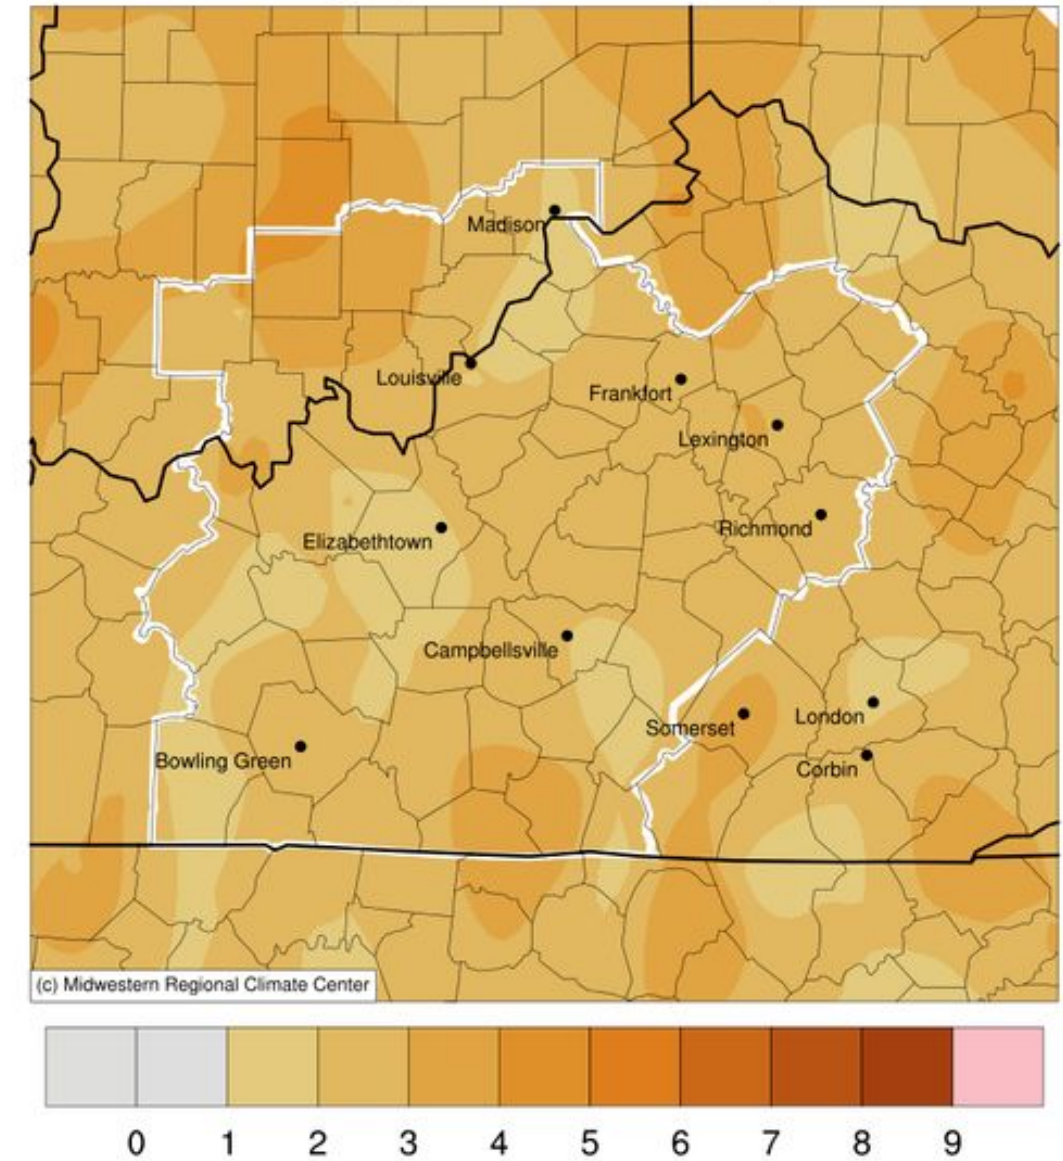 Madison
Louisville
Frankfort
Lexington
Richmond
Elizabethtown
Campbellsville
Somerset
London
Bowling Green
Corbin
(c) Midwestern Regional Climate Center
0 1 2 3 4 5 6 7 8 9